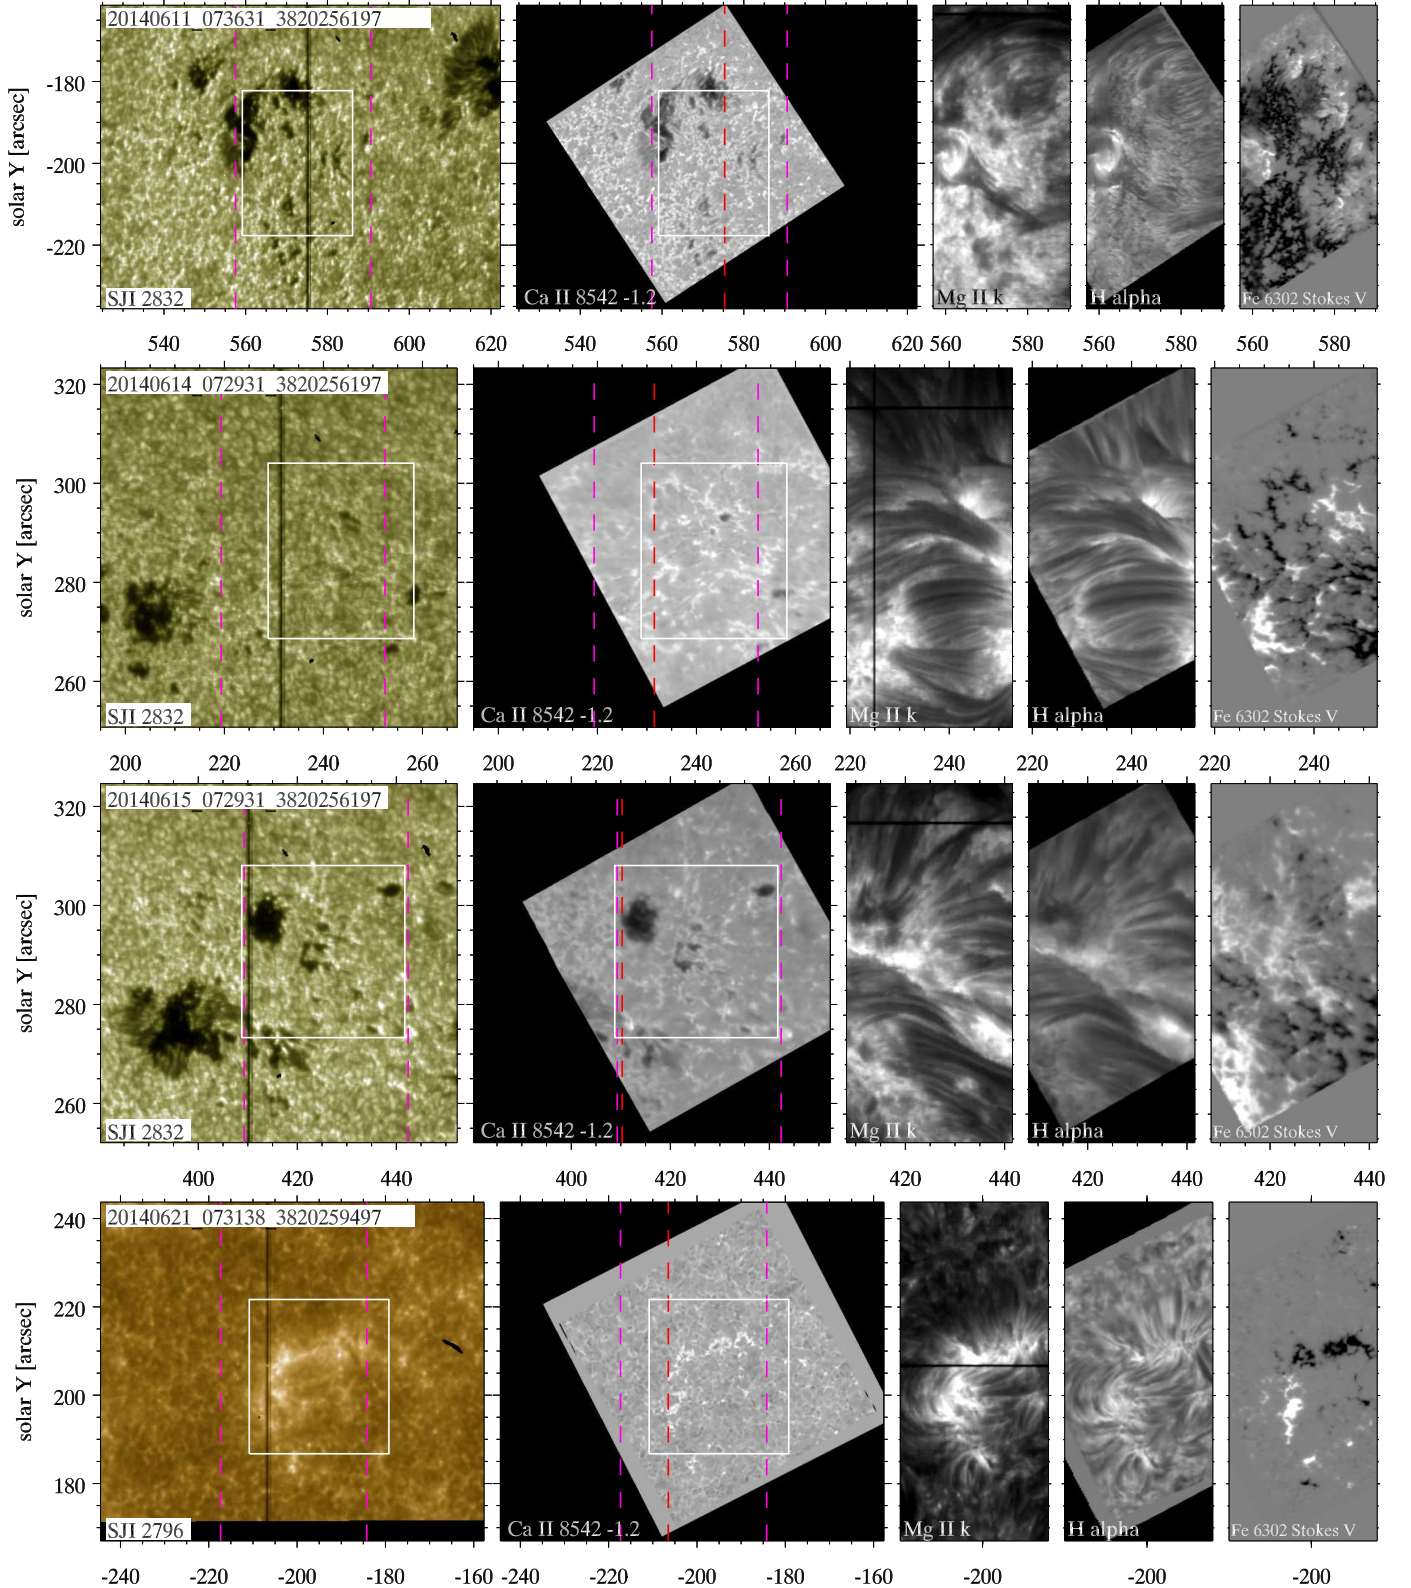 20140611_073631_3820256197
-180
-200
-220
solar Y [arcsec]
SJI 2832
Ca II 8542 -1.2
Mg II k
H alpha
Fe 6302 Stokes V
540 560 580 600 620 540 560 580 600 620 560 580 560 580 560 580
20140614_072931_3820256197
320
300
280
260
solar Y [arcsec]
SJI 2832
Ca II 8542 -1.2
Mg II k
H alpha
Fe 6302 Stokes V
200 220 240 260 200 220 240 260 220 240 220 240 220 240
20140615_072931_3820256197
320
300
280
260
solar Y [arcsec]
SJI 2832
Ca II 8542 -1.2
Mg II k
H alpha
Fe 6302 Stokes V
400 420 440 400 420 440 420 440 420 440 420 440
20140621_073138_3820259497
240
220
200
180
solar Y [arcsec]
SJI 2796
Ca II 8542 -1.2
Mg II k
H alpha
Fe 6302 Stokes V
-240 -220 -200 -180 -160 -240 -220 -200 -180 -160 -200 -200 -200